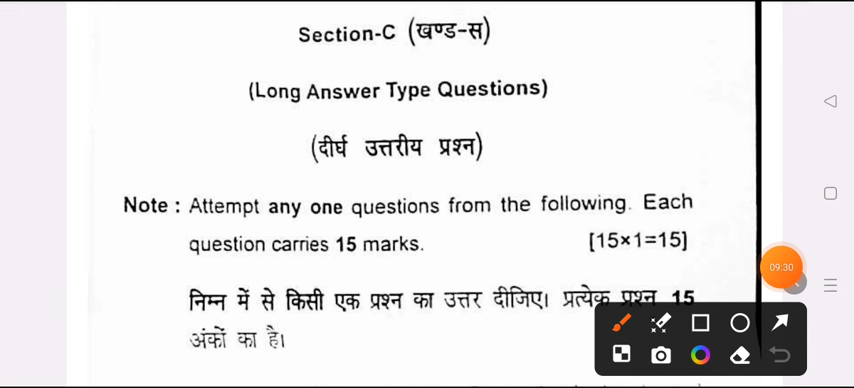 Section-C (खण्ड-स)
(Long Answer Type Questions)
(दीर्घ उत्तरीय प्रश्न)
Note : Attempt any one questions from the following. Each
question carries 15 marks. [15×1=15]
निम्न में से किसी एक प्रश्न का उत्तर दीजिए। प्रत्येक प्रश्न 15
अंकों का है।
09:30